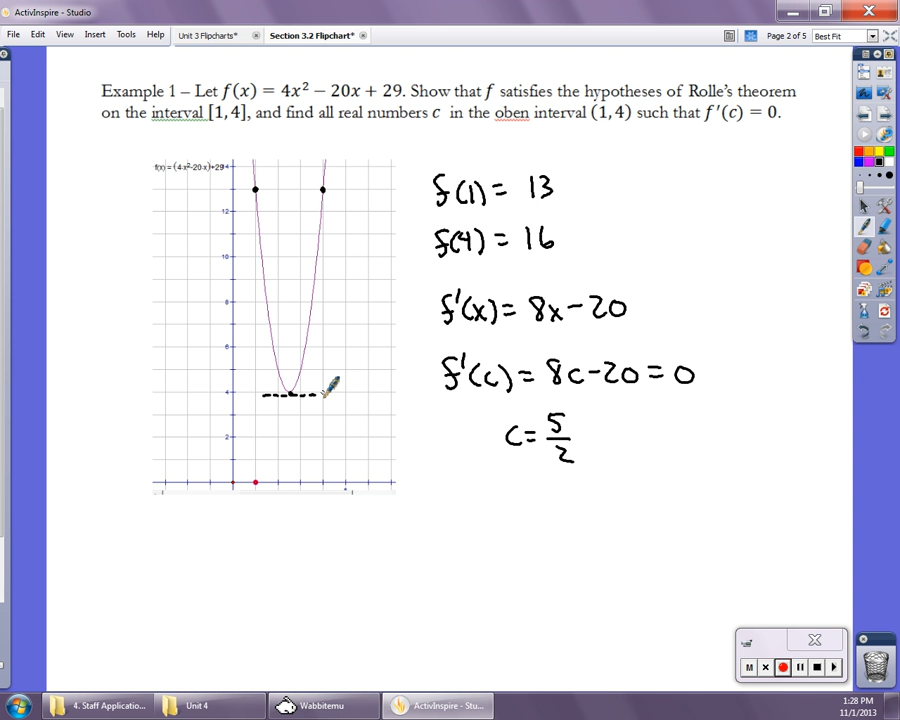 ActivInspire - Studio
File Edit View Insert Tools Help Unit 3 Flipcharts* Section 3.2 Flipchart* Page 2 of 5 Best Fit
Example 1 – Let f(x) = 4x² − 20x + 29. Show that f satisfies the hypotheses of Rolle's theorem
on the interval [1, 4], and find all real numbers c in the oben interval (1, 4) such that f'(c) = 0.
f(x) = (4·x²-20·x)+29
14
12
10
8
6
4
2
f(1) = 13
f(4) = 16
f'(x) = 8x-20
f'(c) = 8c-20 = 0
c = 5/2
M
4. Staff Applicatio... Unit 4 Wabbitemu ActivInspire - Stu...
1:28 PM
11/1/2013